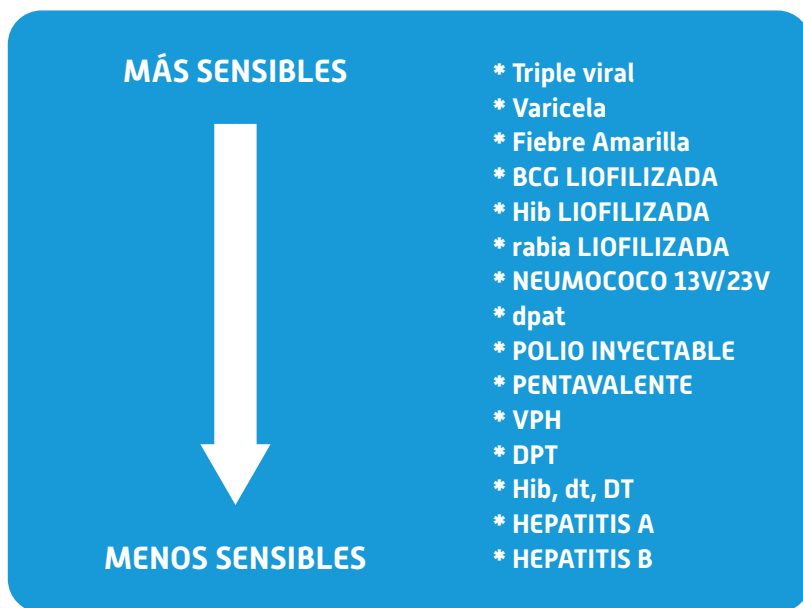 MÁS SENSIBLES
* Triple viral
* Varicela
* Fiebre Amarilla
* BCG LIOFILIZADA
* Hib LIOFILIZADA
* rabia LIOFILIZADA
* NEUMOCOCO 13V/23V
* dpat
* POLIO INYECTABLE
* PENTAVALENTE
* VPH
* DPT
* Hib, dt, DT
* HEPATITIS A
* HEPATITIS B
MENOS SENSIBLES